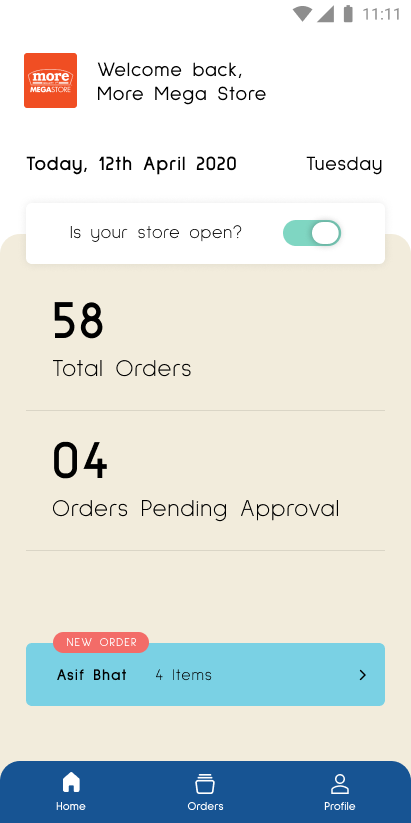 11:11
more
MEGASTORE
Welcome back,
More Mega Store
Today, 12th April 2020 Tuesday
Is your store open?
58
Total Orders
04
Orders Pending Approval
NEW ORDER
Asif Bhat 4 Items
Home Orders Profile